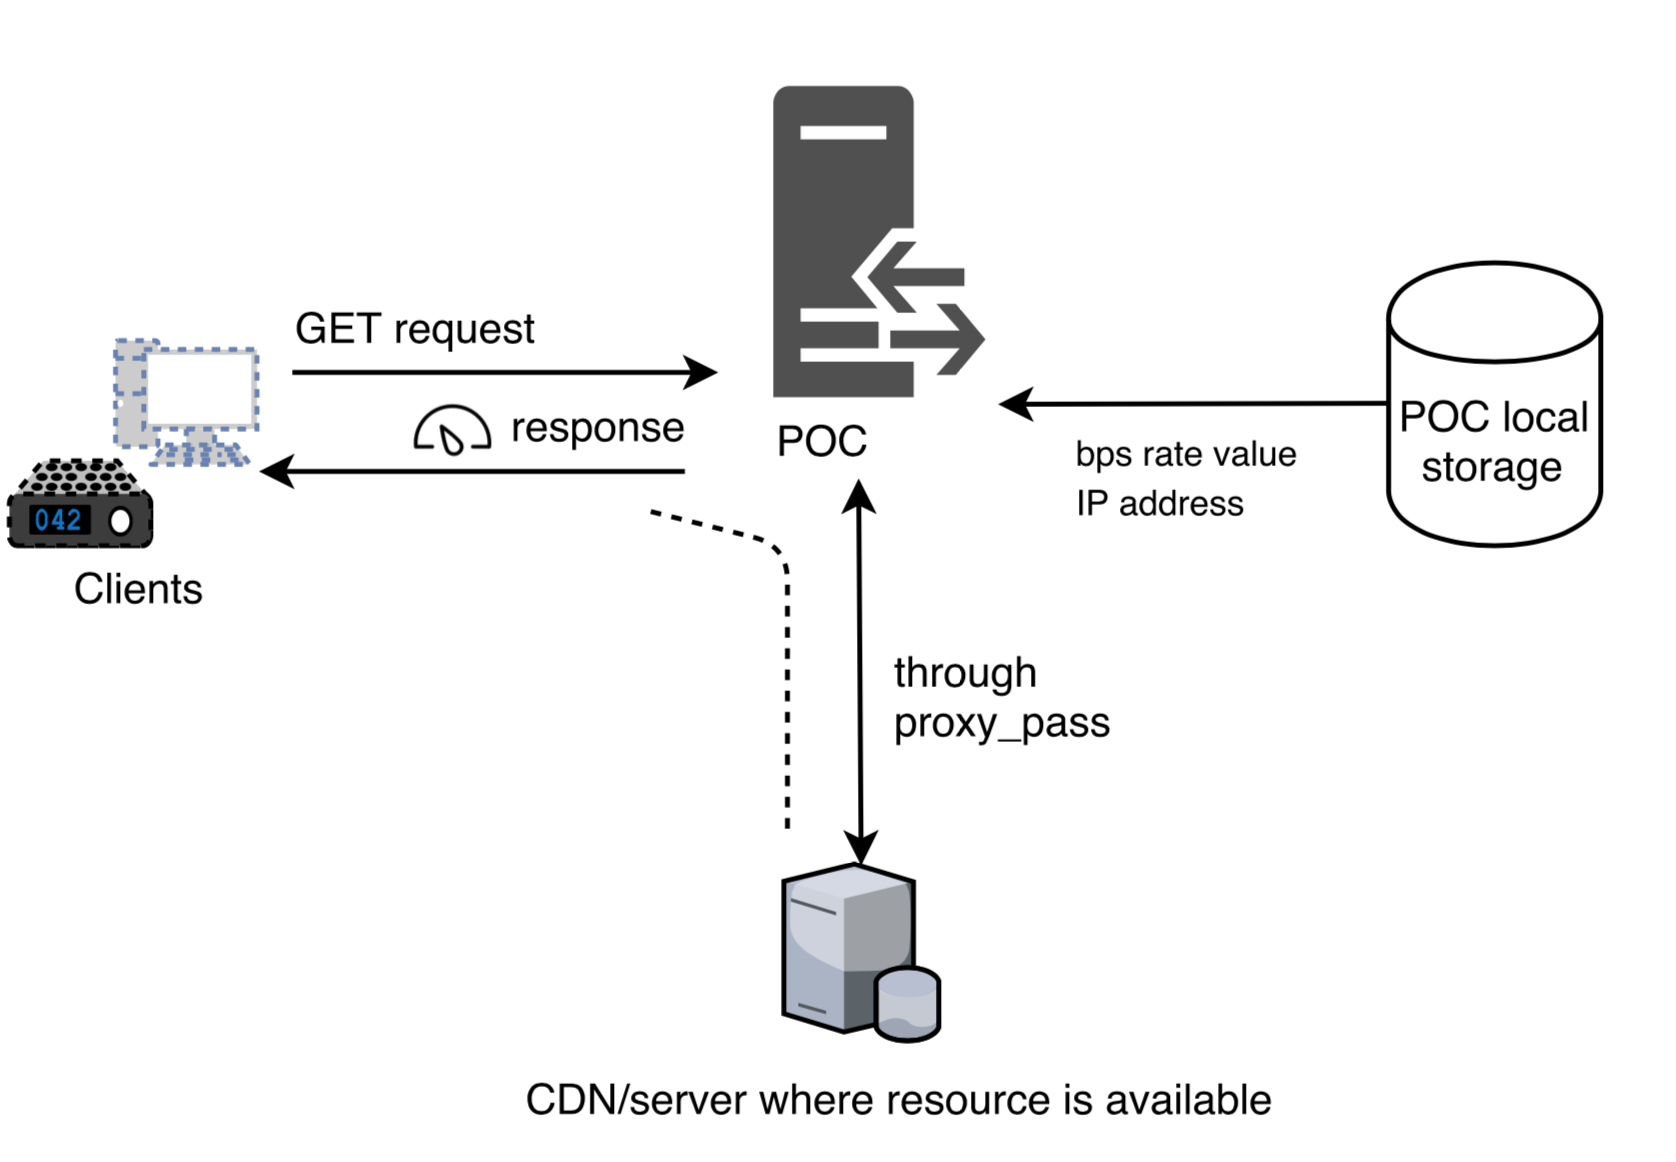 GET request
response
042
Clients
POC
bps rate value
IP address
POC local
storage
through
proxy_pass
CDN/server where resource is available